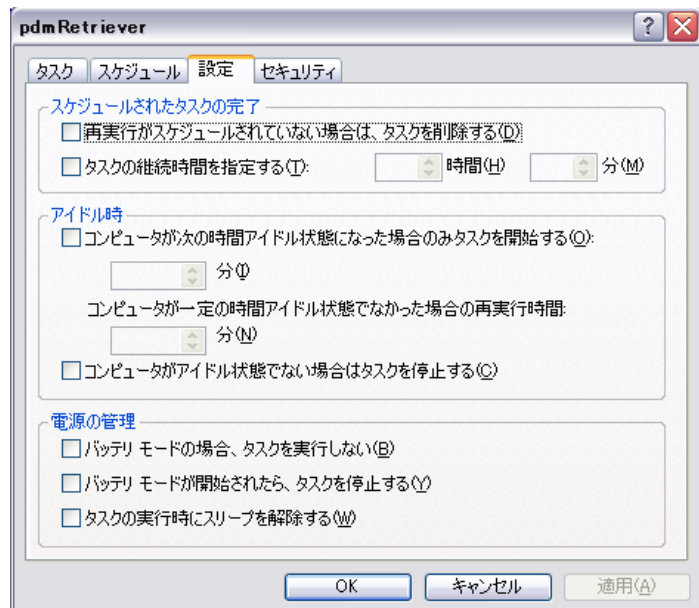 pdmRetriever
タスク スケジュール 設定 セキュリティ
スケジュールされたタスクの完了
再実行がスケジュールされていない場合は、タスクを削除する(D)
タスクの継続時間を指定する(T): 時間(H) 分(M)
アイドル時
コンピュータが次の時間アイドル状態になった場合のみタスクを開始する(O):
分(I)
コンピュータが一定の時間アイドル状態でなかった場合の再実行時間:
分(N)
コンピュータがアイドル状態でない場合はタスクを停止する(C)
電源の管理
バッテリ モードの場合、タスクを実行しない(B)
バッテリ モードが開始されたら、タスクを停止する(Y)
タスクの実行時にスリープを解除する(W)
OK キャンセル 適用(A)